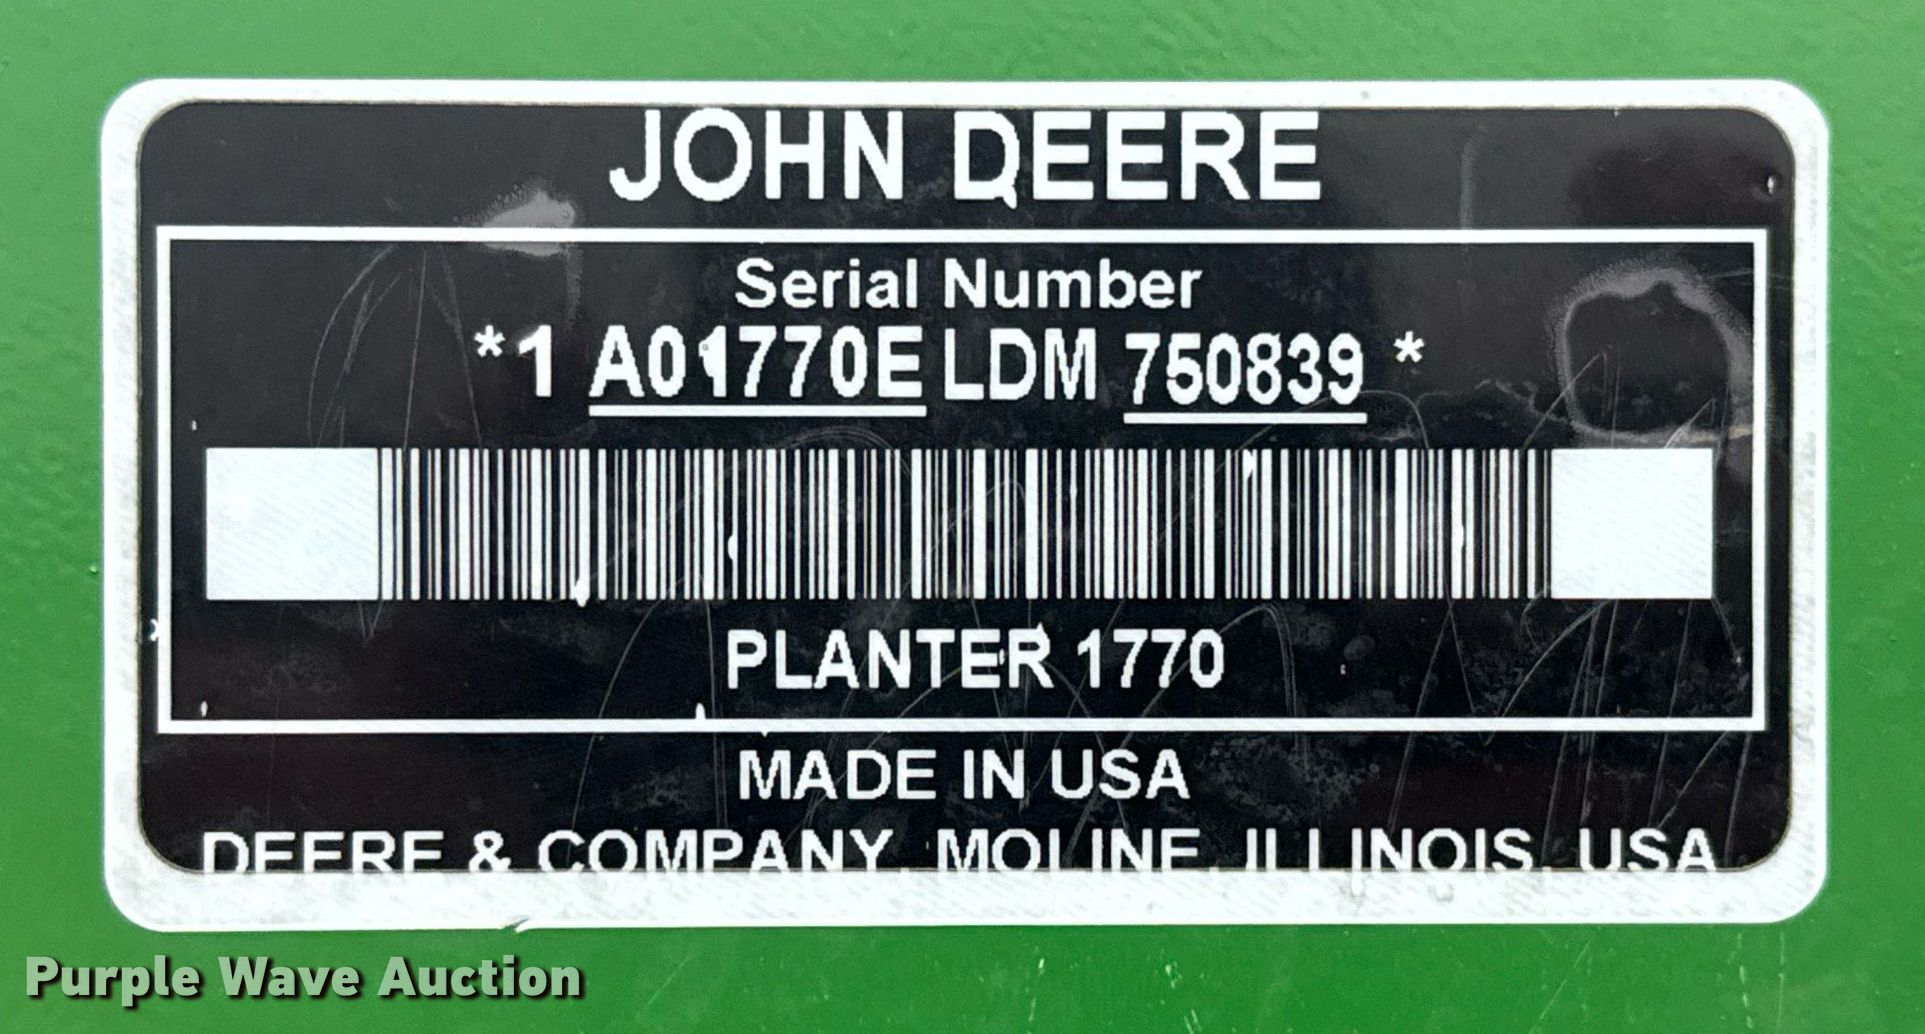 JOHN DEERE
Serial Number
*1 A01770E LDM 750839 *
PLANTER 1770
MADE IN USA
DEERE & COMPANY, MOLINE, ILLINOIS, USA
Purple Wave Auction